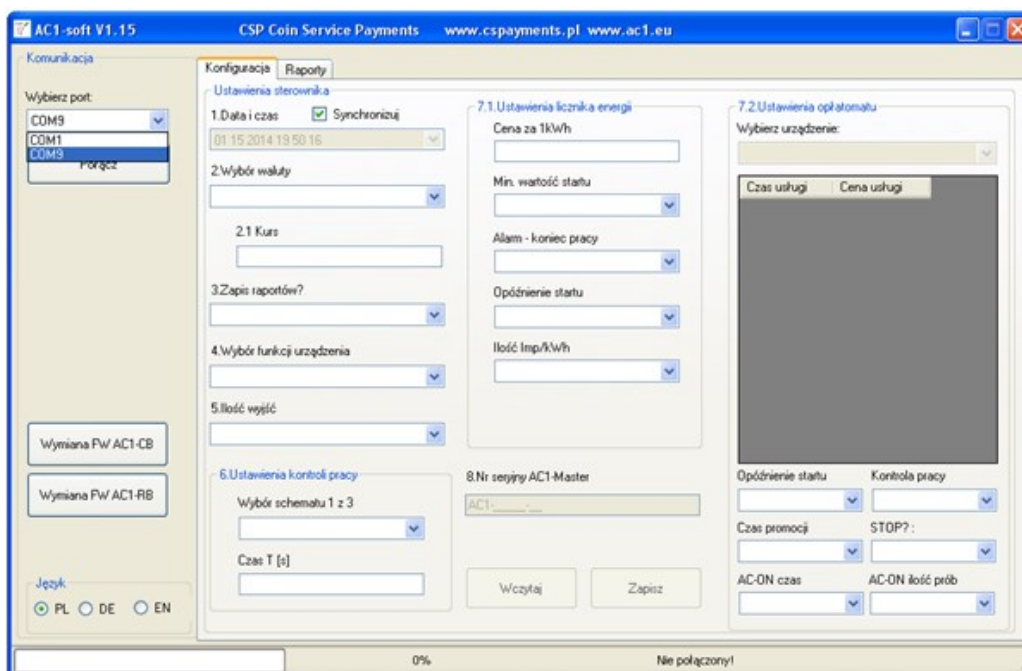 AC1-soft V1.15 CSP Coin Service Payments www.cspayments.pl www.ac1.eu
Komunikacja
Wybierz port:
COM9
COM1
COM9
Połącz
Wymiana FW AC1-CB
Wymiana FW AC1-RB
Język
PL DE EN
Konfiguracja Raporty
Ustawienia sterownika
1.Data i czas Synchronizuj
01 15 2014 19:50:16
2.Wybór waluty
2.1 Kurs
3.Zapis raportów?
4.Wybór funkcji urządzenia
5.Ilość wyjść
6.Ustawienia kontroli pracy
Wybór schematu 1 z 3
Czas T [s]
7.1.Ustawienia licznika energii
Cena za 1kWh
Min. wartość startu
Alarm - koniec pracy
Opóźnienie startu
Ilość Imp/kWh
8.Nr seryjny AC1-Master
AC1-_____-__
Wczytaj Zapisz
7.2.Ustawienia opłatomatu
Wybierz urządzenie:
Czas usługi Cena usługi
Opóźnienie startu Kontrola pracy
Czas promocji STOP? :
AC-ON czas AC-ON ilość prób
0% Nie połączony!